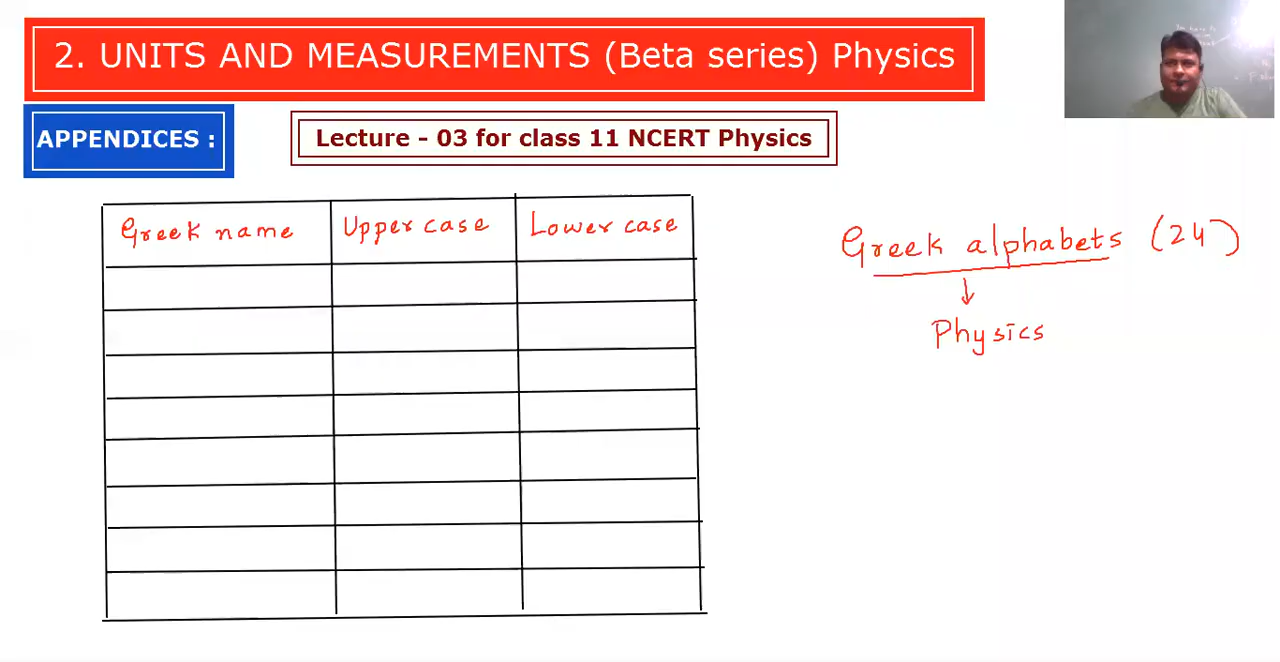 2. UNITS AND MEASUREMENTS (Beta series) Physics
APPENDICES :
Lecture - 03 for class 11 NCERT Physics
Greek name Upper case Lower case
Greek alphabets (24)
Physics